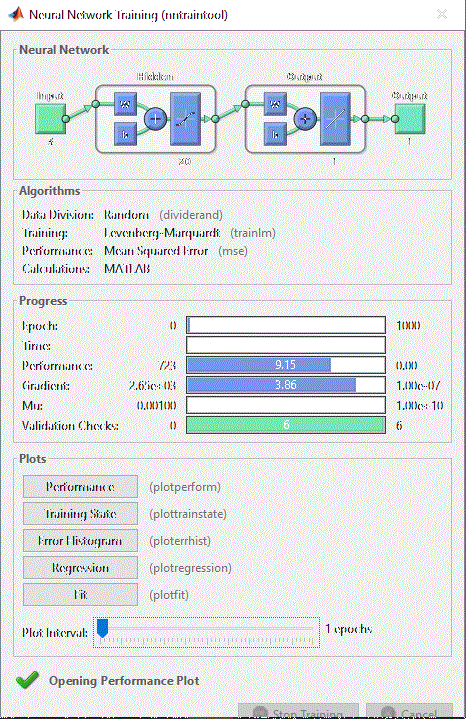 Neural Network Training (nntraintool)
Neural Network
Input Hidden Output Output
W W
b b
4 20 1 1
Algorithms
Data Division: Random (dividerand)
Training: Levenberg-Marquardt (trainlm)
Performance: Mean Squared Error (mse)
Calculations: MATLAB
Progress
Epoch: 0 1000
Time:
Performance: 723 9.15 0.00
Gradient: 2.65e+03 3.86 1.00e-07
Mu: 0.00100 1.00e+10
Validation Checks: 0 6 6
Plots
Performance (plotperform)
Training State (plottrainstate)
Error Histogram (ploterrhist)
Regression (plotregression)
Fit (plotfit)
Plot Interval: 1 epochs
Opening Performance Plot
Stop Training Cancel